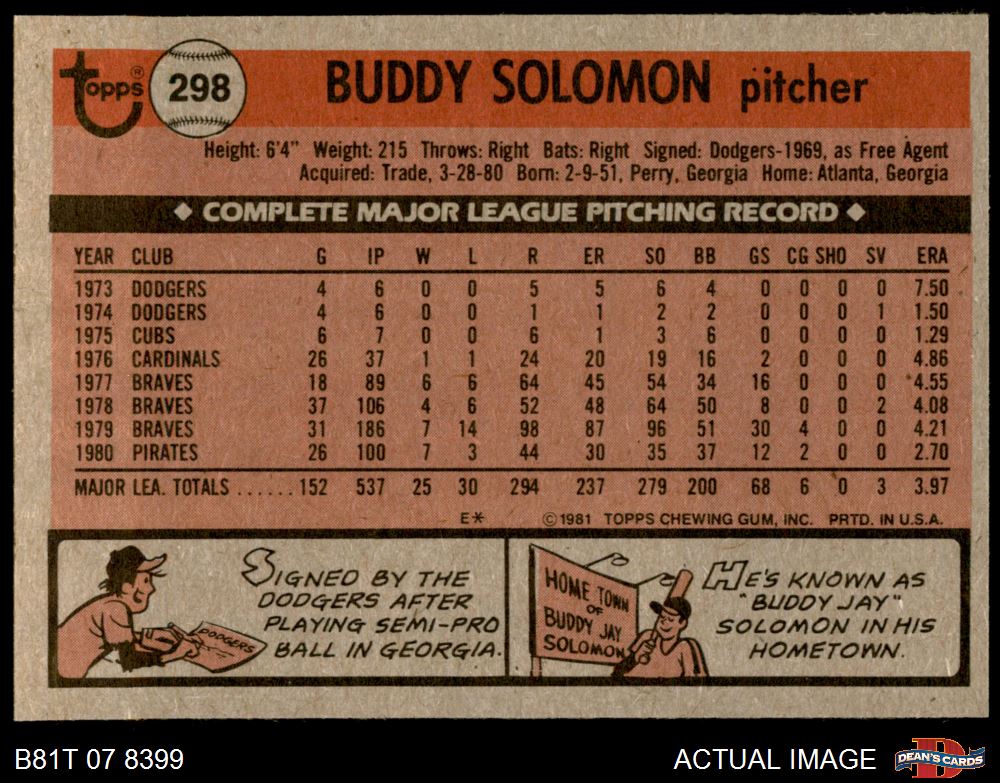 Topps® 298 BUDDY SOLOMON pitcher
Height: 6'4" Weight: 215 Throws: Right Bats: Right Signed: Dodgers-1969, as Free Agent
Acquired: Trade, 3-28-80 Born: 2-9-51, Perry, Georgia Home: Atlanta, Georgia
◆ COMPLETE MAJOR LEAGUE PITCHING RECORD ◆
YEAR CLUB G IP W L R ER SO BB GS CG SHO SV ERA
1973 DODGERS 4 6 0 0 5 5 6 4 0 0 0 0 7.50
1974 DODGERS 4 6 0 0 1 1 2 2 0 0 0 1 1.50
1975 CUBS 6 7 0 0 6 1 3 6 0 0 0 0 1.29
1976 CARDINALS 26 37 1 1 24 20 19 16 2 0 0 0 4.86
1977 BRAVES 18 89 6 6 64 45 54 34 16 0 0 0 4.55
1978 BRAVES 37 106 4 6 52 48 64 50 8 0 0 2 4.08
1979 BRAVES 31 186 7 14 98 87 96 51 30 4 0 0 4.21
1980 PIRATES 26 100 7 3 44 30 35 37 12 2 0 0 2.70
MAJOR LEA. TOTALS ......152 537 25 30 294 237 279 200 68 6 0 3 3.97
E* ©1981 TOPPS CHEWING GUM, INC. PRTD. IN U.S.A.
SIGNED BY THE
DODGERS AFTER
PLAYING SEMI-PRO
BALL IN GEORGIA.
DODGERS
HOME TOWN
OF
BUDDY JAY
SOLOMON
HE'S KNOWN AS
"BUDDY JAY"
SOLOMON IN HIS
HOMETOWN.
B81T 07 8399 ACTUAL IMAGE D DEAN'S CARDS